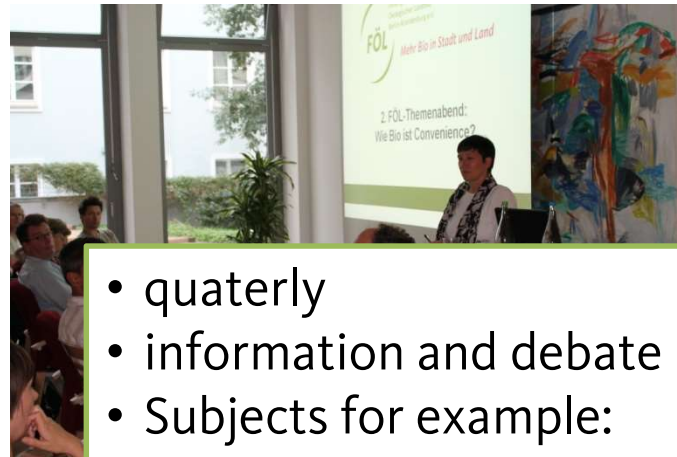 FÖL
Mehr Bio in Stadt und Land
2. FÖL-Themenabend:
Wie Bio ist Convenience?
• quaterly
• information and debate
• Subjects for example: